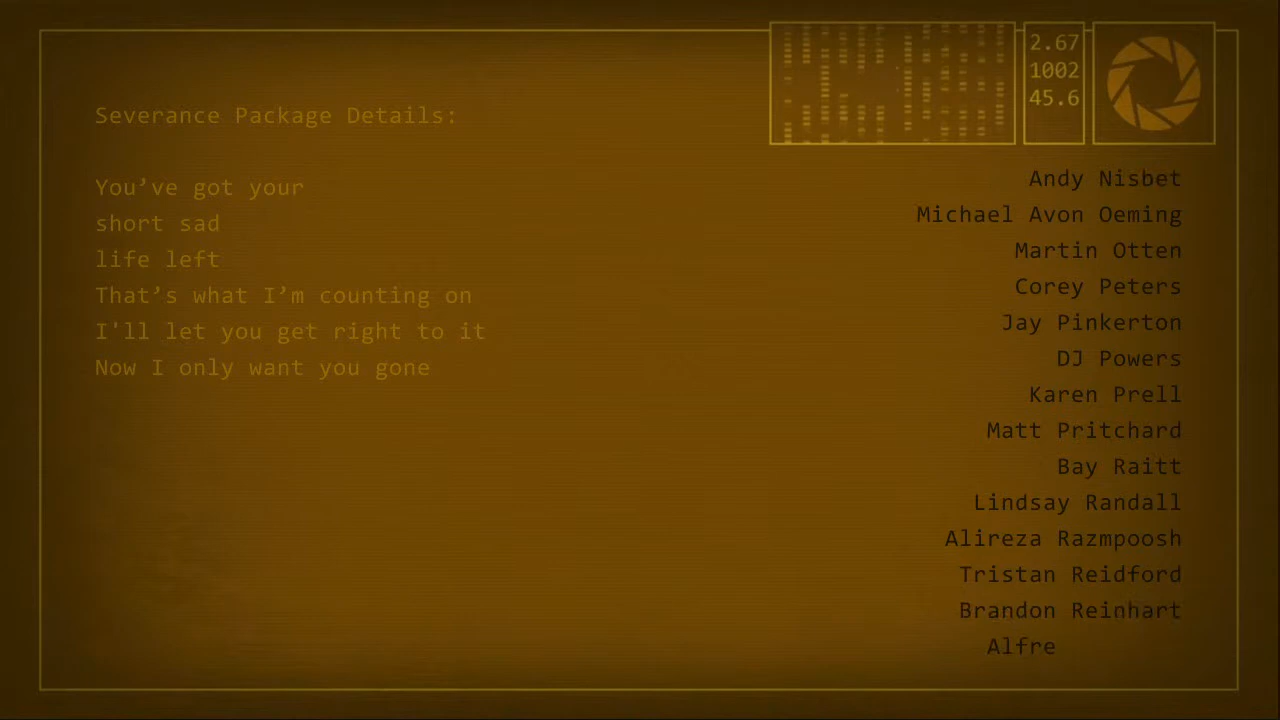 2.67
1002
45.6
Severance Package Details:
You’ve got your
short sad
life left
That’s what I’m counting on
I'll let you get right to it
Now I only want you gone
Andy Nisbet
Michael Avon Oeming
Martin Otten
Corey Peters
Jay Pinkerton
DJ Powers
Karen Prell
Matt Pritchard
Bay Raitt
Lindsay Randall
Alireza Razmpoosh
Tristan Reidford
Brandon Reinhart
Alfre